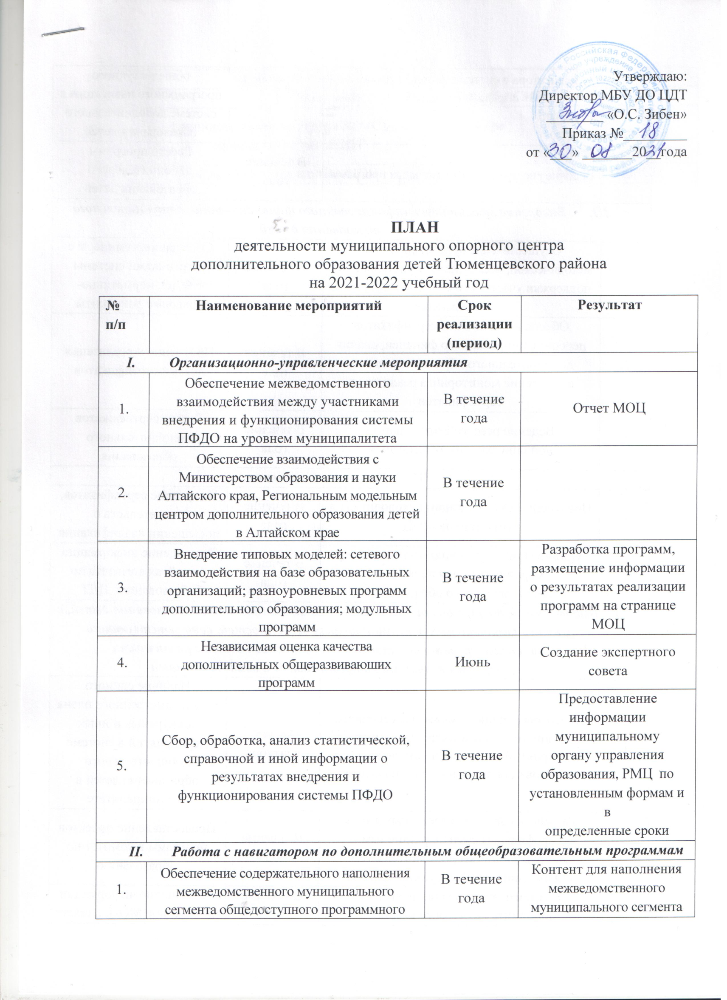 Утверждаю:
Директор МБУ ДО ЦДТ
«О.С. Зибен»
Приказ № 18
от «30» 08 2021года
ПЛАН
деятельности муниципального опорного центра
дополнительного образования детей Тюменцевского района
на 2021-2022 учебный год
№
п/п
Наименование мероприятий
Срок
реализации
(период)
Результат
I. Организационно-управленческие мероприятия
1.
Обеспечение межведомственного
взаимодействия между участниками
внедрения и функционирования системы
ПФДО на уровнем муниципалитета
В течение
года
Отчет МОЦ
2.
Обеспечение взаимодействия с
Министерством образования и науки
Алтайского края, Региональным модельным
центром дополнительного образования детей
в Алтайском крае
В течение
года
3.
Внедрение типовых моделей: сетевого
взаимодействия на базе образовательных
организаций; разноуровневых программ
дополнительного образования; модульных
программ
В течение
года
Разработка программ,
размещение информации
о результатах реализации
программ на странице
МОЦ
4.
Независимая оценка качества
дополнительных общеразвиваюших
программ
Июнь
Создание экспертного
совета
5.
Сбор, обработка, анализ статистической,
справочной и иной информации о
результатах внедрения и
функционирования системы ПФДО
В течение
года
Предоставление
информации
муниципальному
органу управления
образования, РМЦ по
установленным формам и
в
определенные сроки
II. Работа с навигатором по дополнительным общеобразовательным программам
1.
Обеспечение содержательного наполнения
межведомственного муниципального
сегмента общедоступного программного
В течение
года
Контент для наполнения
межведомственного
муниципального сегмента